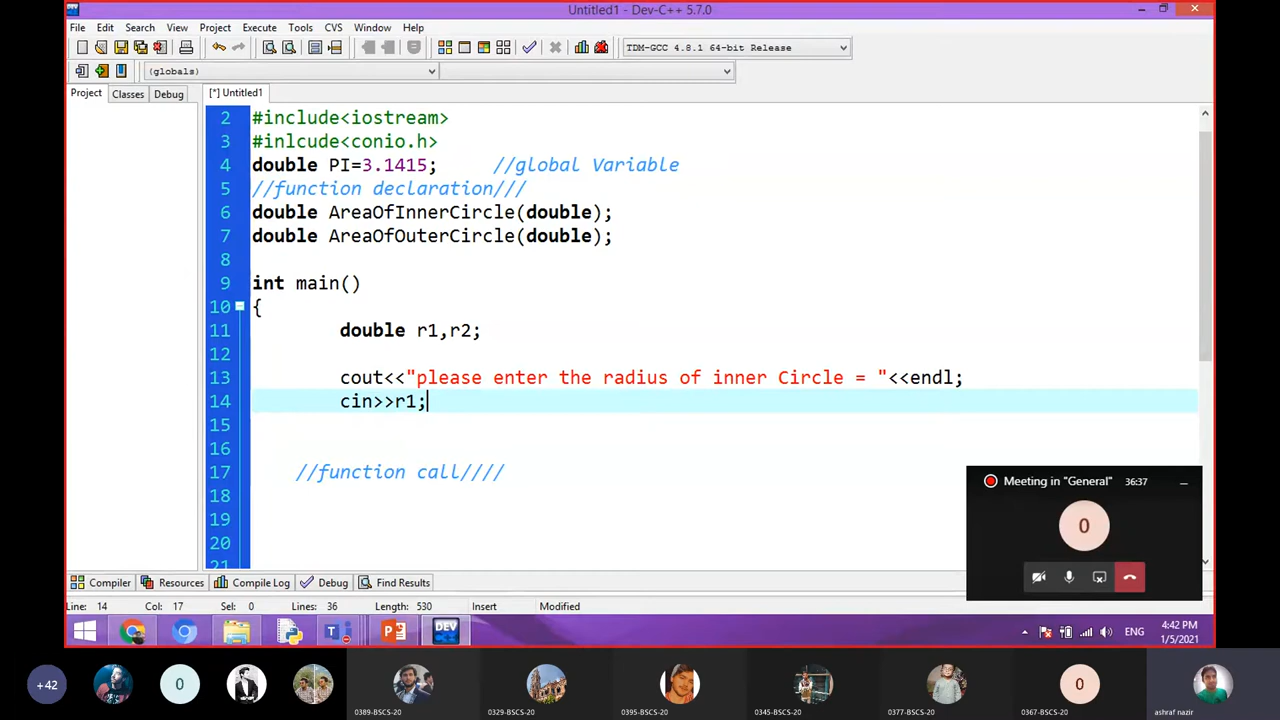 Untitled1 - Dev-C++ 5.7.0
File Edit Search View Project Execute Tools CVS Window Help
TDM-GCC 4.8.1 64-bit Release
(globals)
Project Classes Debug [*] Untitled1
2 #include<iostream>
3 #inlcude<conio.h>
4 double PI=3.1415; //global Variable
5 //function declaration///
6 double AreaOfInnerCircle(double);
7 double AreaOfOuterCircle(double);
8
9 int main()
10 {
11 double r1,r2;
12
13 cout<<"please enter the radius of inner Circle = "<<endl;
14 cin>>r1;
15
16
17 //function call////
18
19
20
21
Meeting in "General" 36:37
0
Compiler Resources Compile Log Debug Find Results
Line: 14 Col: 17 Sel: 0 Lines: 36 Length: 530 Insert Modified
DEV
ENG
4:42 PM
1/5/2021
+42 0 0
0389-BSCS-20 0329-BSCS-20 0395-BSCS-20 0345-BSCS-20 0377-BSCS-20 0367-BSCS-20 ashraf nazir